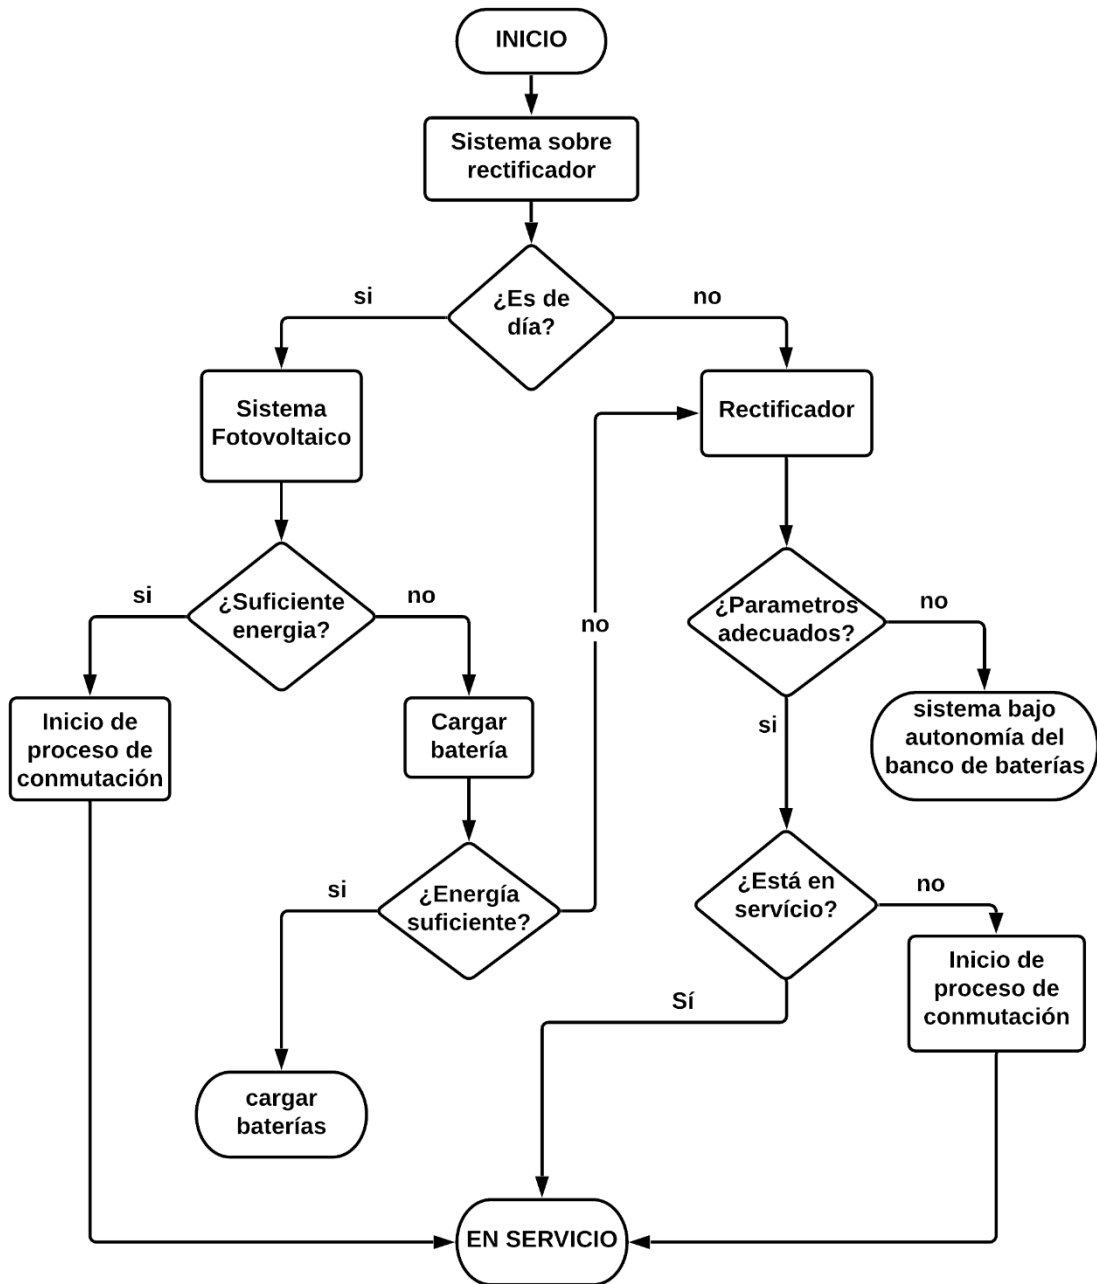 INICIO
Sistema sobre
rectificador
¿Es de
día?
si
no
Sistema
Fotovoltaico
Rectificador
¿Suficiente
energia?
si
no
¿Parametros
adecuados?
no
no
Inicio de
proceso de
conmutación
Cargar
batería
si
sistema bajo
autonomía del
banco de baterías
¿Energía
suficiente?
si
¿Está en
servício?
no
Inicio de
proceso de
conmutación
Sí
cargar
baterías
EN SERVICIO